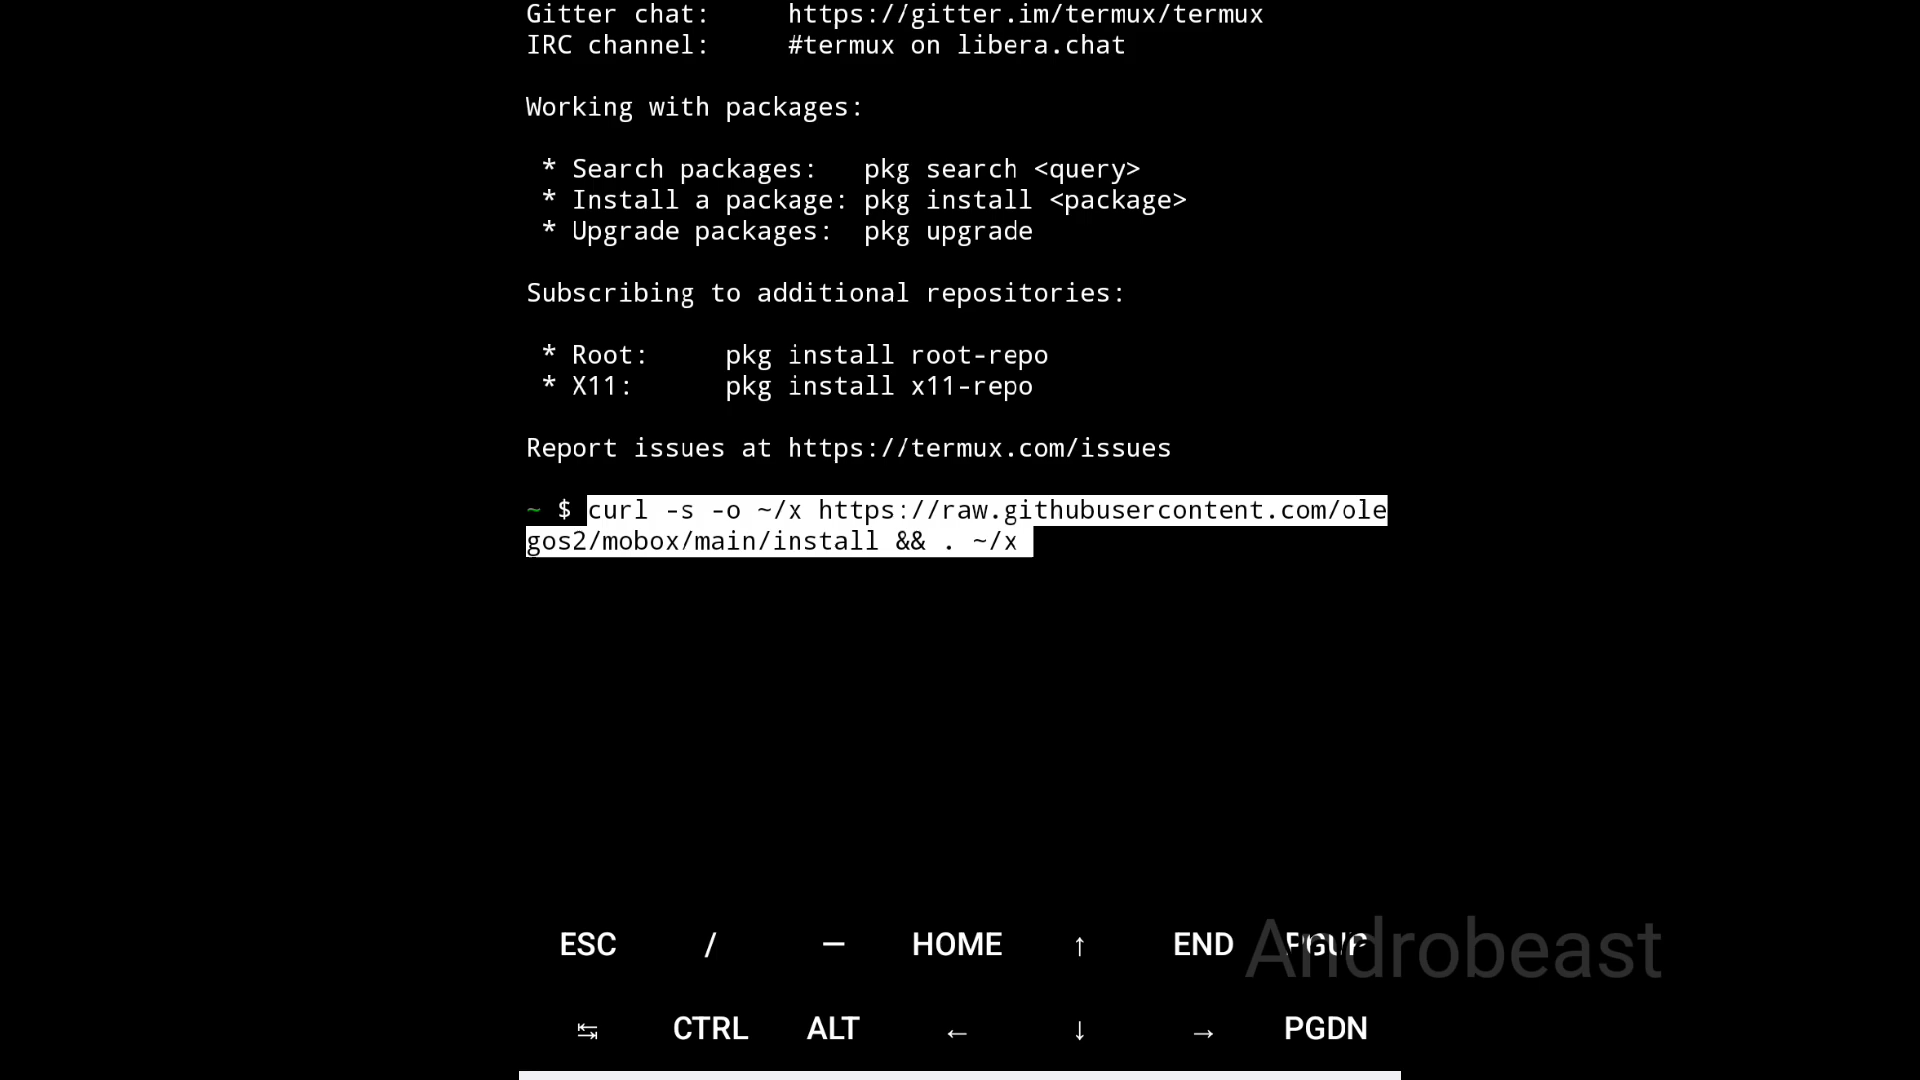 Gitter chat:     https://gitter.im/termux/termux
IRC channel:     #termux on libera.chat
Working with packages:
* Search packages:   pkg search <query>
* Install a package: pkg install <package>
* Upgrade packages:  pkg upgrade
Subscribing to additional repositories:
* Root:     pkg install root-repo
* X11:      pkg install x11-repo
Report issues at https://termux.com/issues
~ $ curl -s -o ~/x https://raw.githubusercontent.com/ole
gos2/mobox/main/install && . ~/x
ESC / — HOME ↑ END PGUP
Androbeast
↹ CTRL ALT ← ↓ → PGDN